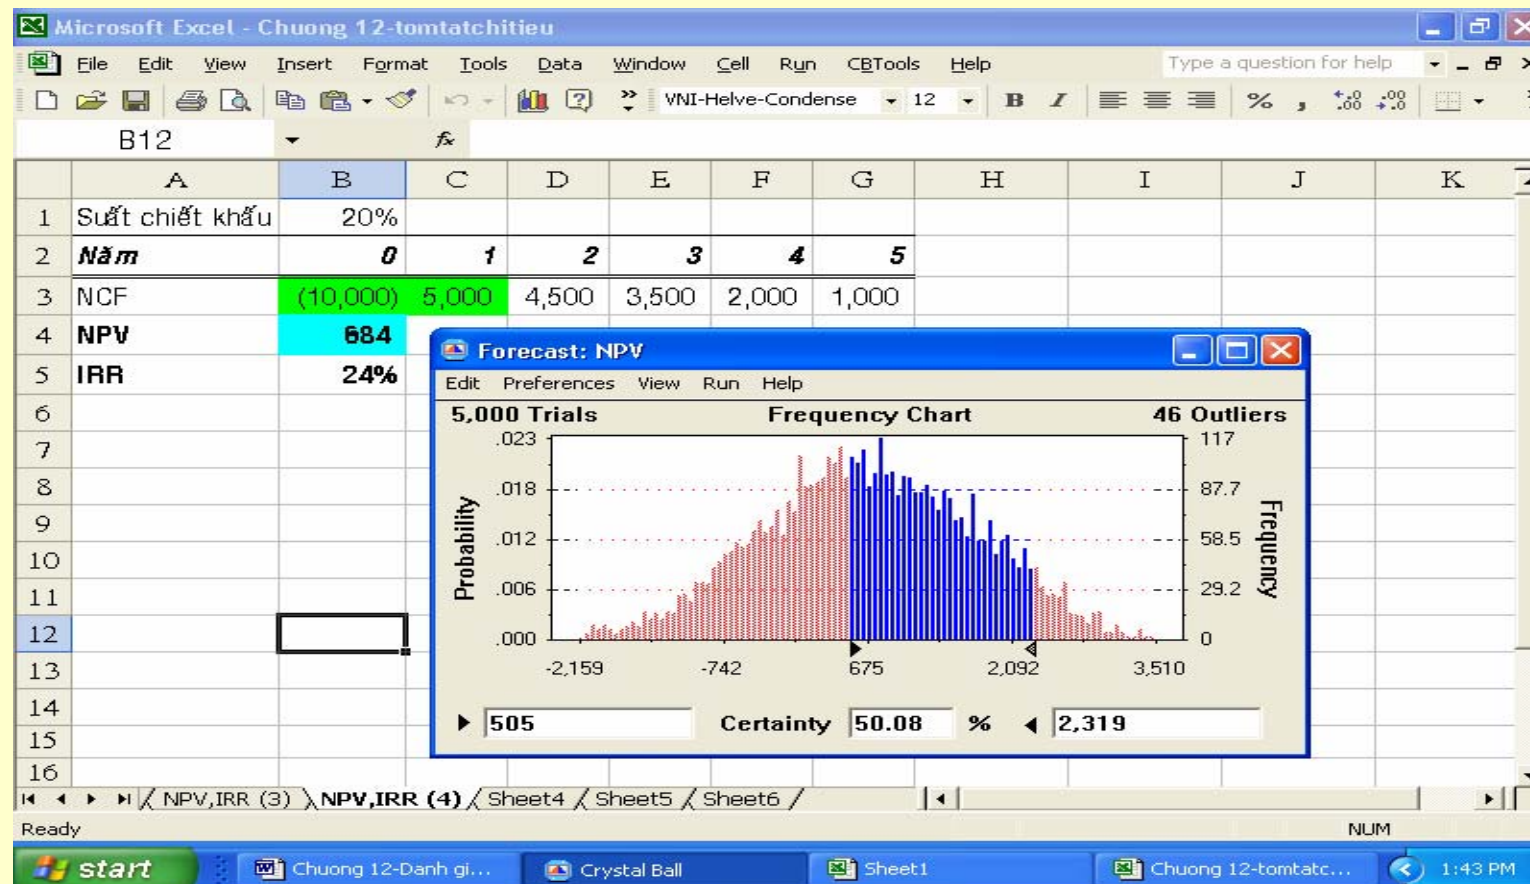 Microsoft Excel - Chuong 12-tomtatchitieu
File Edit View Insert Format Tools Data Window Cell Run CBTools Help Type a question for help
VNI-Helve-Condense 12 B I % ,
B12 fx
A B C D E F G H I J K
1 Suất chiết khấu 20%
2 Năm 0 1 2 3 4 5
3 NCF (10,000) 5,000 4,500 3,500 2,000 1,000
4 NPV 684
5 IRR 24%
6
7
8
9
10
11
12
13
14
15
16
Forecast: NPV
Edit Preferences View Run Help
5,000 Trials Frequency Chart 46 Outliers
.023 117
.018 87.7
.012 58.5
.006 29.2
.000 0
Probability
Frequency
-2,159 -742 675 2,092 3,510
505 Certainty 50.08 % 2,319
NPV,IRR (3) NPV,IRR (4) Sheet4 Sheet5 Sheet6
Ready NUM
start Chuong 12-Danh gi... Crystal Ball Sheet1 Chuong 12-tomtatc... 1:43 PM